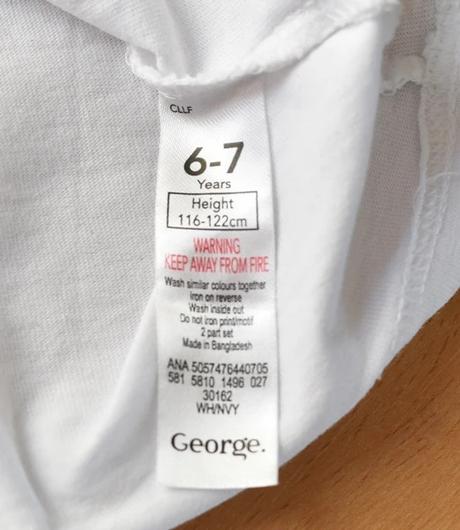 CLLF
6-7
Years
Height
116-122cm
WARNING
KEEP AWAY FROM FIRE
Wash similar colours together
Iron on reverse
Wash inside out
Do not iron print/motif
2 part set
Made in Bangladesh
ANA 5057476440705
581 5810 1496 027
30162
WH/NVY
George.